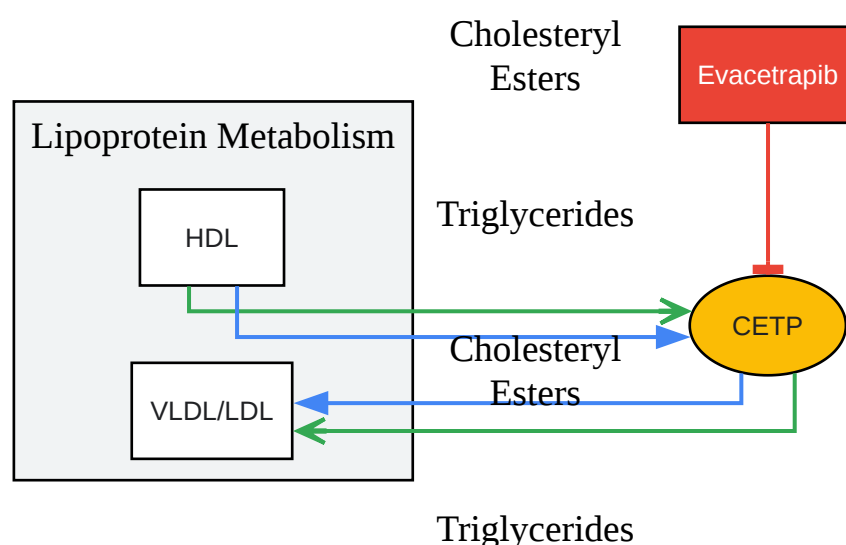 Cholesteryl
Esters
Evacetrapib
Lipoprotein Metabolism
Triglycerides
HDL
CETP
Cholesteryl
Esters
VLDL/LDL
Triglycerides